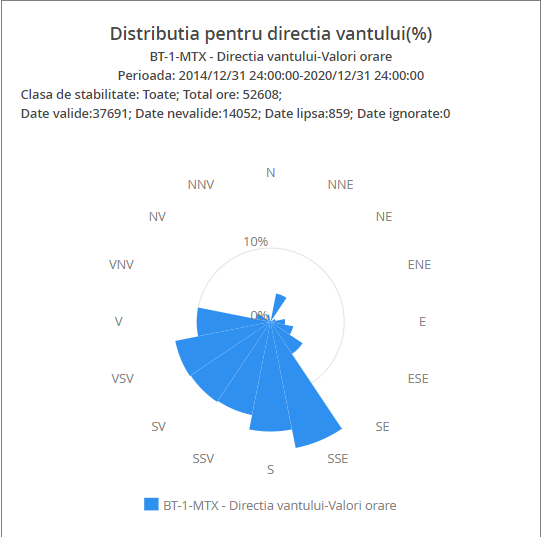 Distributia pentru directia vantului(%)
BT-1-MTX - Directia vantului-Valori orare
Perioada: 2014/12/31 24:00:00-2020/12/31 24:00:00
Clasa de stabilitate: Toate; Total ore: 52608;
Date valide:37691; Date nevalide:14052; Date lipsa:859; Date ignorate:0
N
NNV NNE
NV NE
10%
VNV ENE
0%
V E
VSV ESE
SV SE
SSV SSE
S
BT-1-MTX - Directia vantului-Valori orare